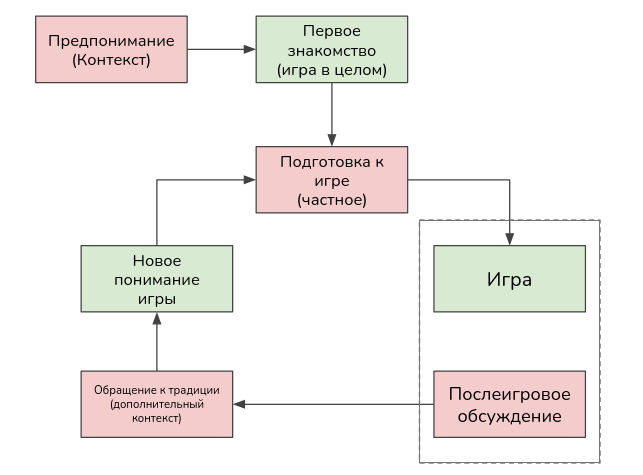 Предпонимание
(Контекст)
Первое
знакомство
(игра в целом)
Подготовка к
игре
(частное)
Новое
понимание
игры
Игра
Обращение к традиции
(дополнительный
контекст)
Послеигровое
обсуждение